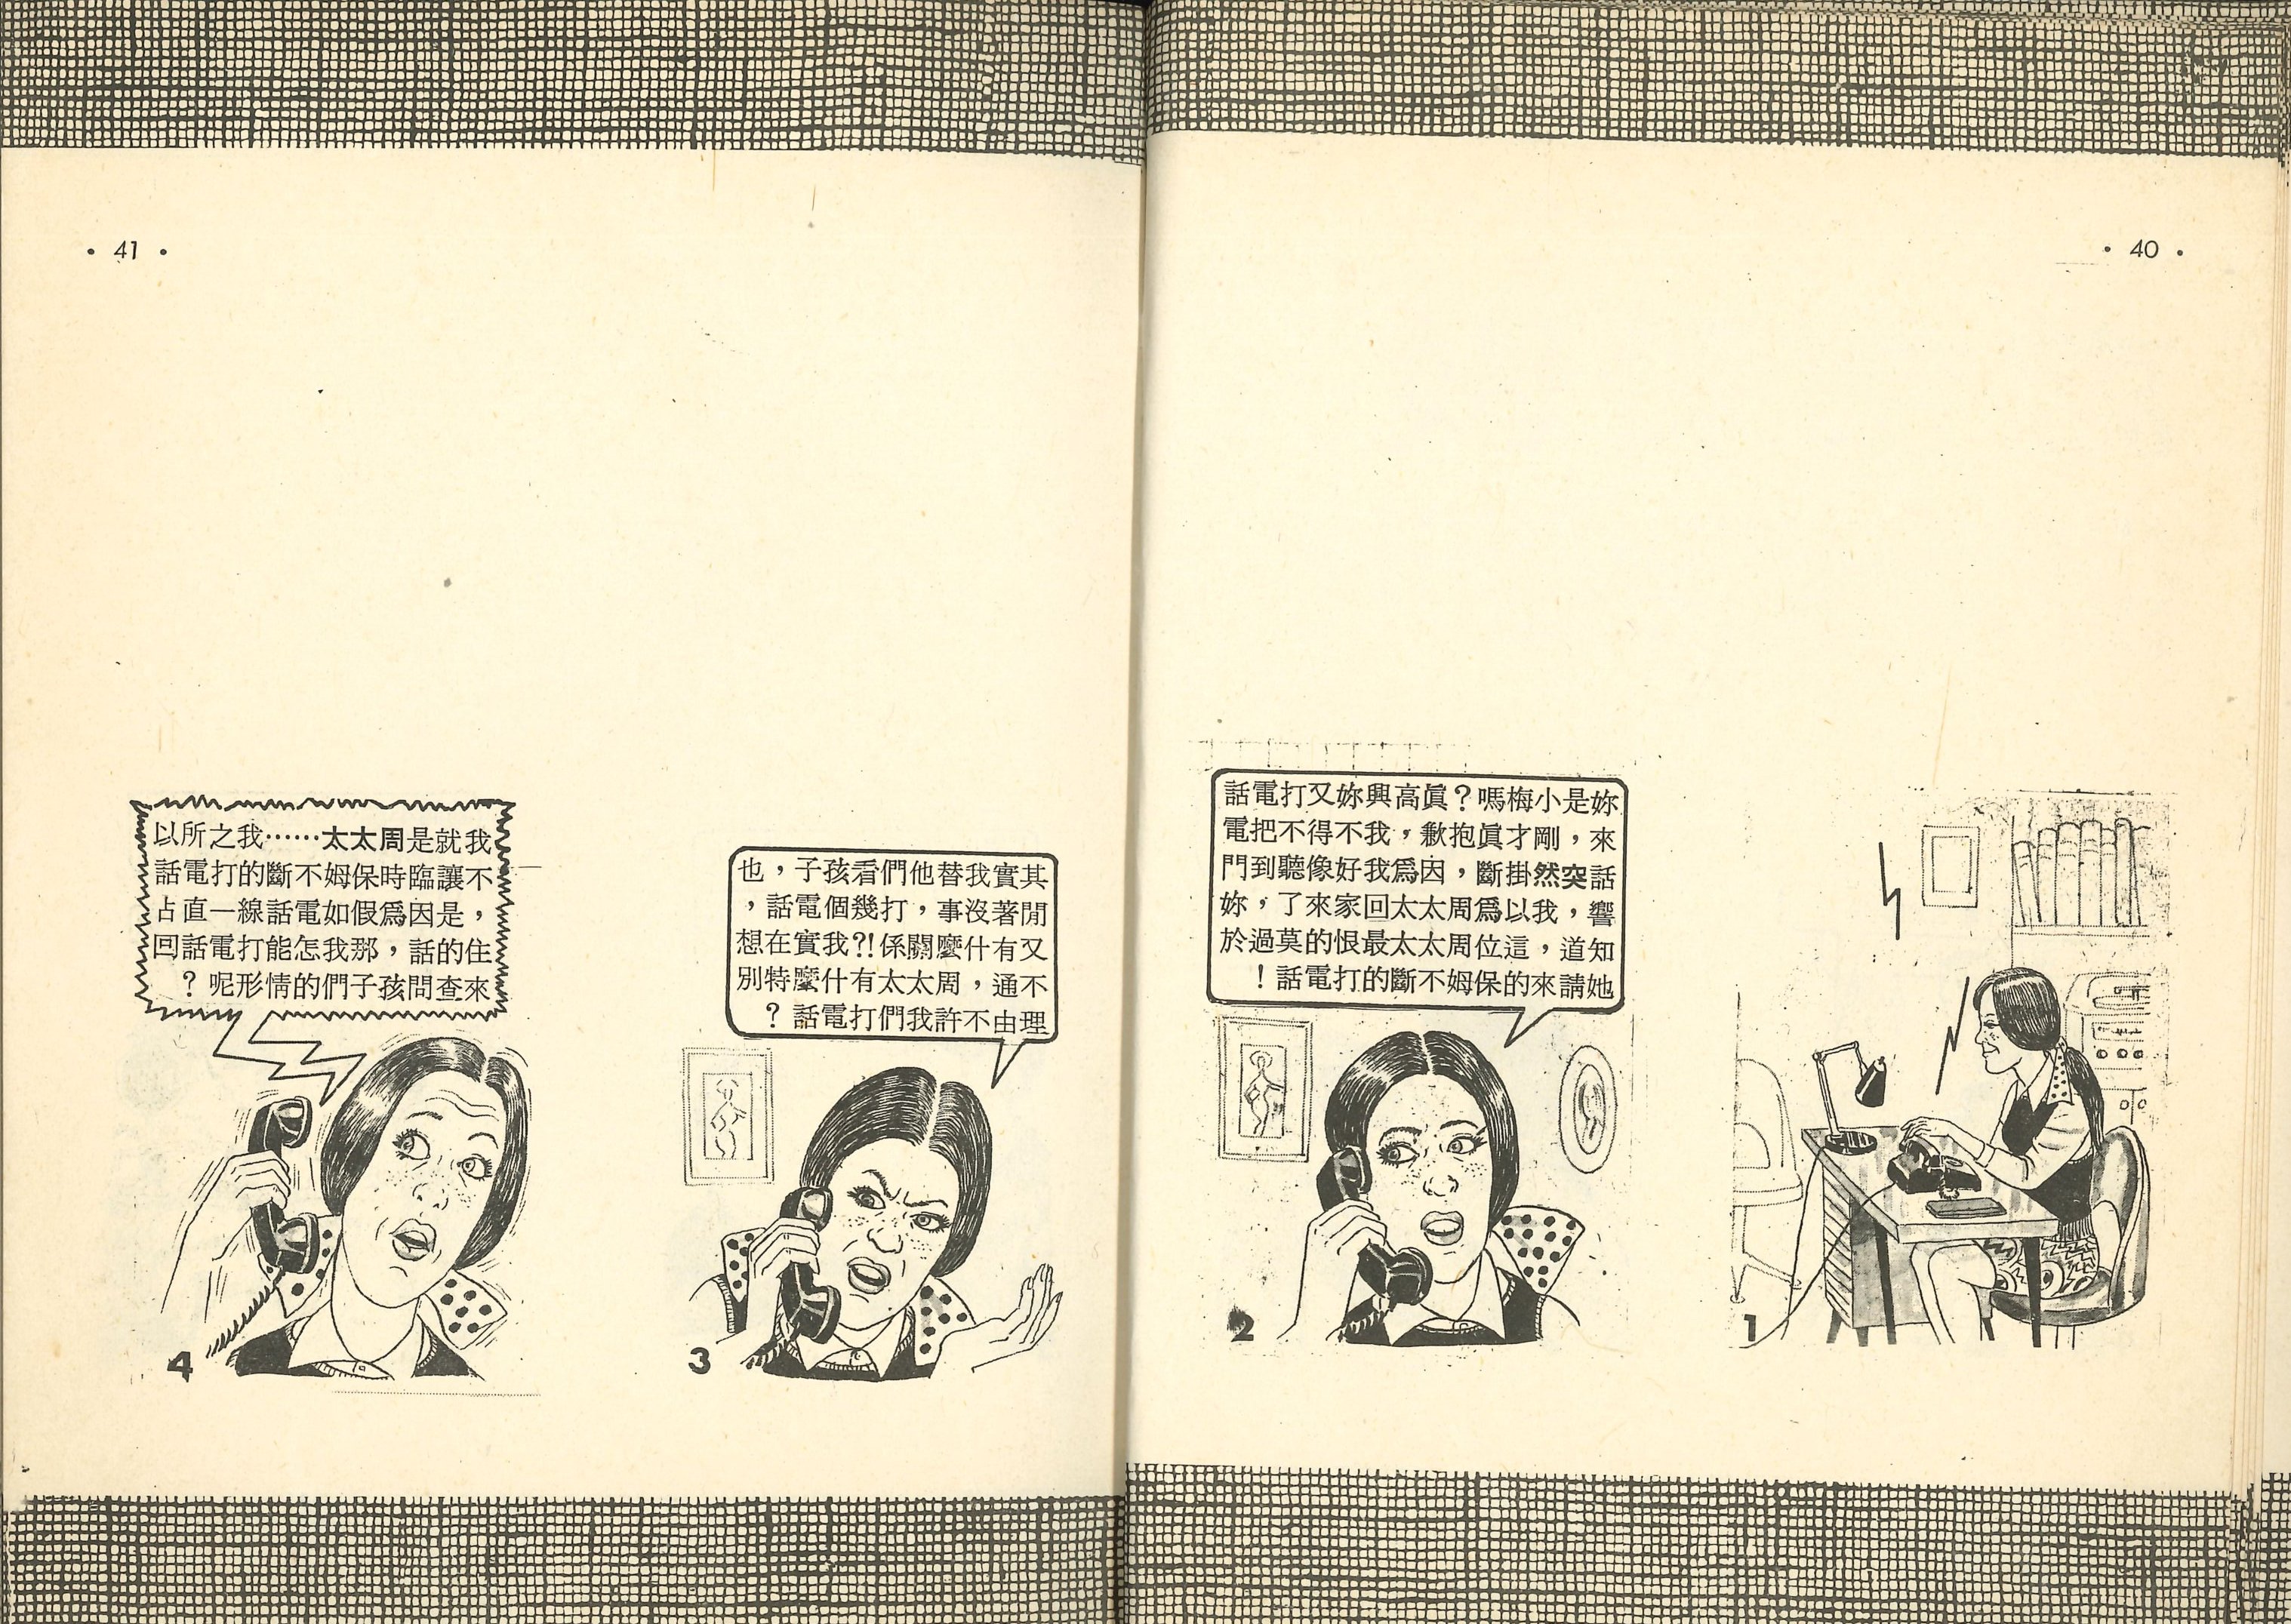 • 40 •
1
妳是小梅嗎？眞高興妳又打電話
來，剛才眞抱歉，我不得不把電
話突然掛斷，因爲我好像聽到門
響，我以爲周太太回家來了，妳
知道，這位周太太最恨的莫過於
她請來的保姆不斷的打電話！
2
• 41 •
其實我替他們看孩子，也
閒著沒事，打幾個電話，
又有什麼關係!?我實在想
不通，周太太有什麼特別
理由不許我們打電話？
3
我就是周太太……我之所以
不讓臨時保姆不斷的打電話
，是因爲假如電話線一直占
住的話，那我怎能打電話回
來查問孩子們的情形呢？
4